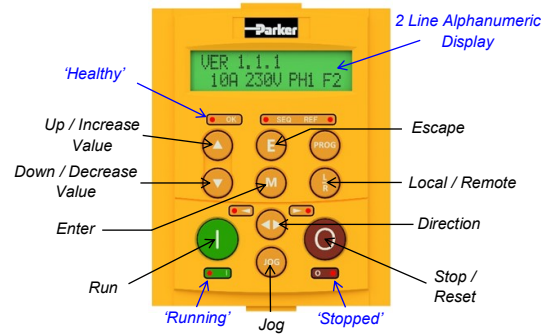 Parker
2 Line Alphanumeric
Display
VER 1.1.1
10A 230V PH1 F2
'Healthy'
OK
SEQ REF
Up / Increase
Value
E
PROG
Escape
Down / Decrease
Value
M
L
R
Local / Remote
Enter
Direction
I
O
Run
JOG
Stop /
Reset
I
O
'Running'
Jog
'Stopped'